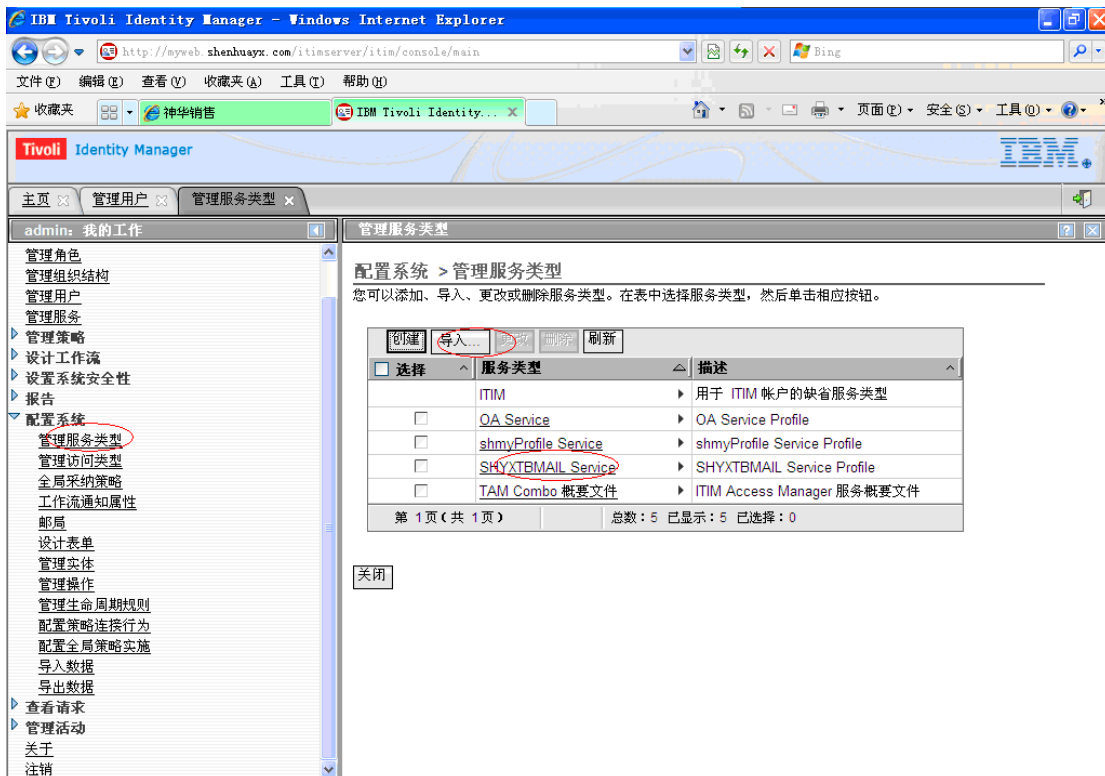 IBM Tivoli Identity Manager - Windows Internet Explorer
http://myweb.shenhuayx.com/itimserver/itim/console/main
Bing
文件(F) 编辑(E) 查看(V) 收藏夹(A) 工具(T) 帮助(H)
收藏夹 神华销售 IBM Tivoli Identity... X 页面(P) 安全(S) 工具(O)
Tivoli Identity Manager IBM.
主页 管理用户 管理服务类型
admin: 我的工作
管理角色
管理组织结构
管理用户
管理服务
管理策略
设计工作流
设置系统安全性
报告
配置系统
管理服务类型
管理访问类型
全局采纳策略
工作流通知属性
邮局
设计表单
管理实体
管理操作
管理生命周期规则
配置策略连接行为
配置全局策略实施
导入数据
导出数据
查看请求
管理活动
关于
注销
管理服务类型
配置系统 > 管理服务类型
您可以添加、导入、更改或删除服务类型。在表中选择服务类型，然后单击相应按钮。
创建 导入... 更改 删除 刷新
选择 服务类型 描述
ITIM 用于 ITIM 帐户的缺省服务类型
OA Service OA Service Profile
shmyProfile Service shmyProfile Service Profile
SHYXTBMAIL Service SHYXTBMAIL Service Profile
TAM Combo 概要文件 ITIM Access Manager 服务概要文件
第 1页(共 1页) 总数：5 已显示：5 已选择：0
关闭